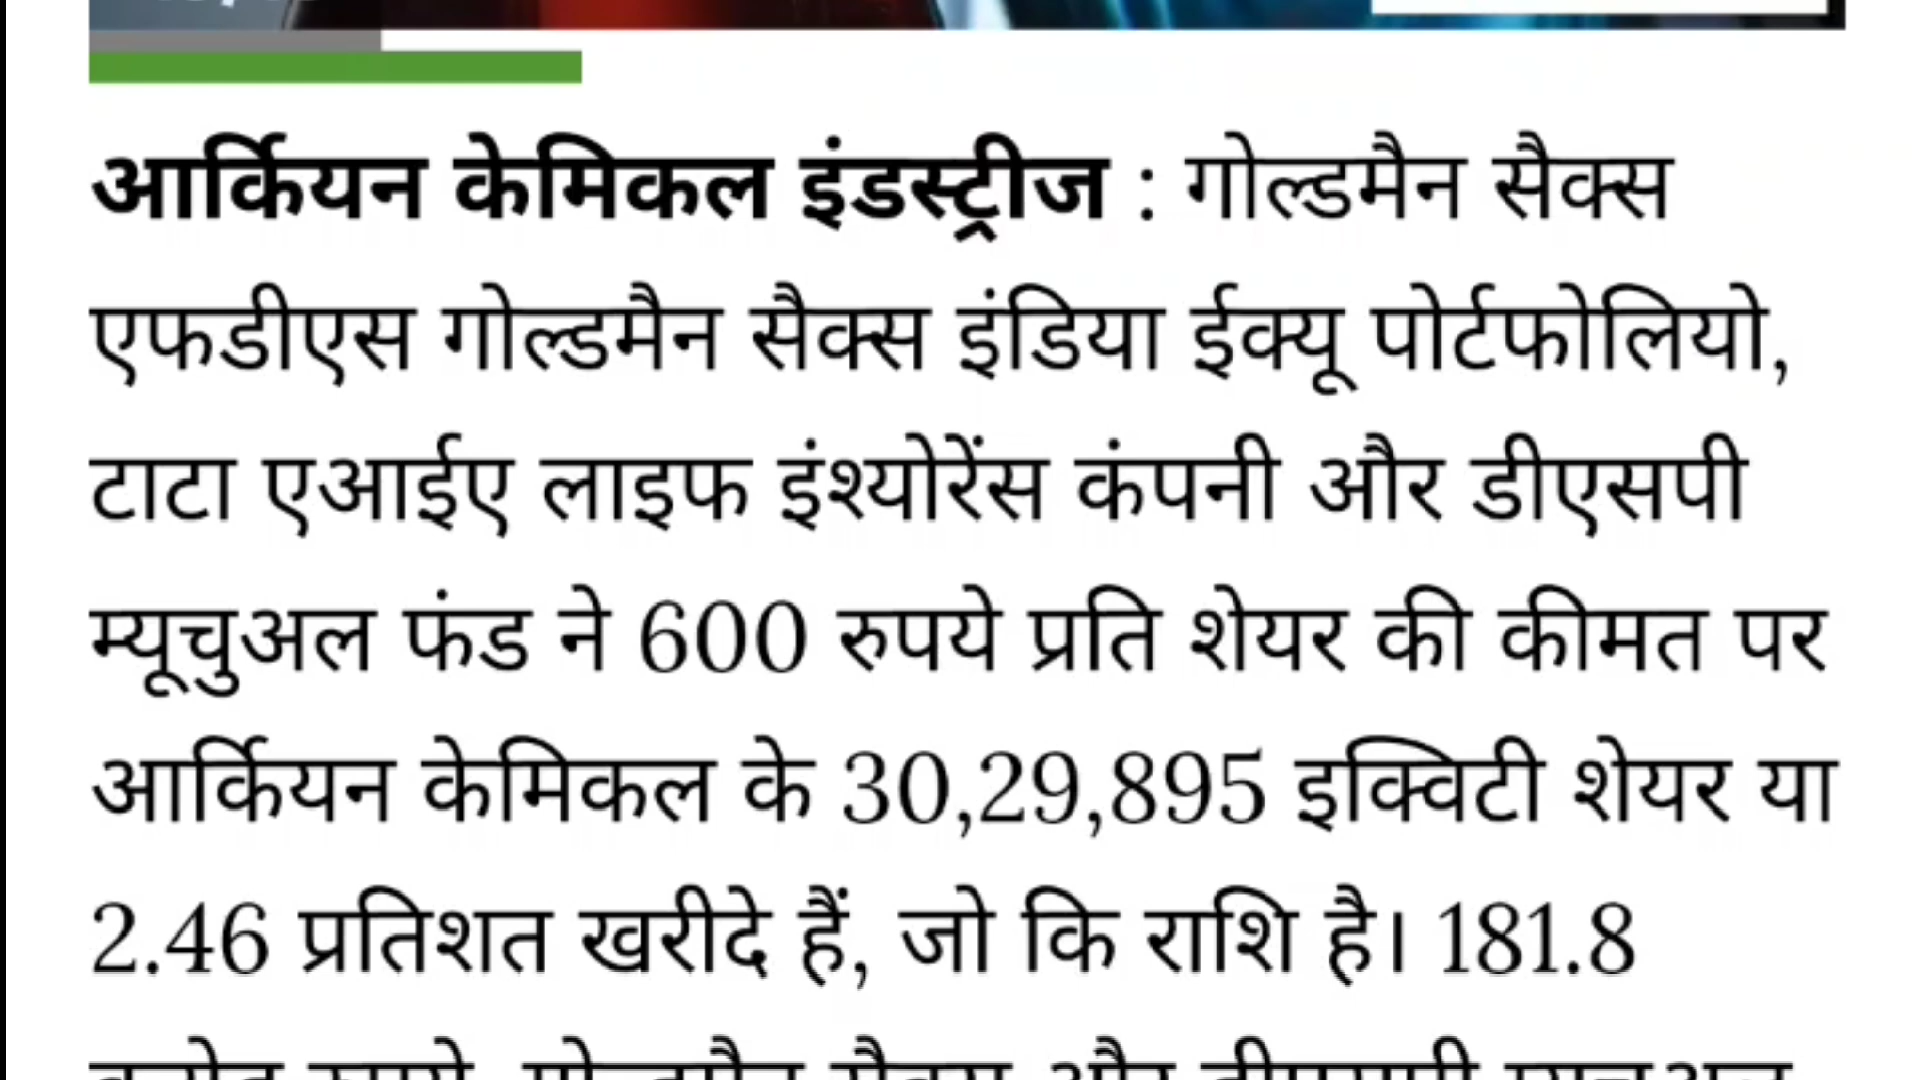 आर्कियन केमिकल इंडस्ट्रीज : गोल्डमैन सैक्स
एफडीएस गोल्डमैन सैक्स इंडिया ईक्यू पोर्टफोलियो,
टाटा एआईए लाइफ इंश्योरेंस कंपनी और डीएसपी
म्यूचुअल फंड ने 600 रुपये प्रति शेयर की कीमत पर
आर्कियन केमिकल के 30,29,895 इक्विटी शेयर या
2.46 प्रतिशत खरीदे हैं, जो कि राशि है। 181.8